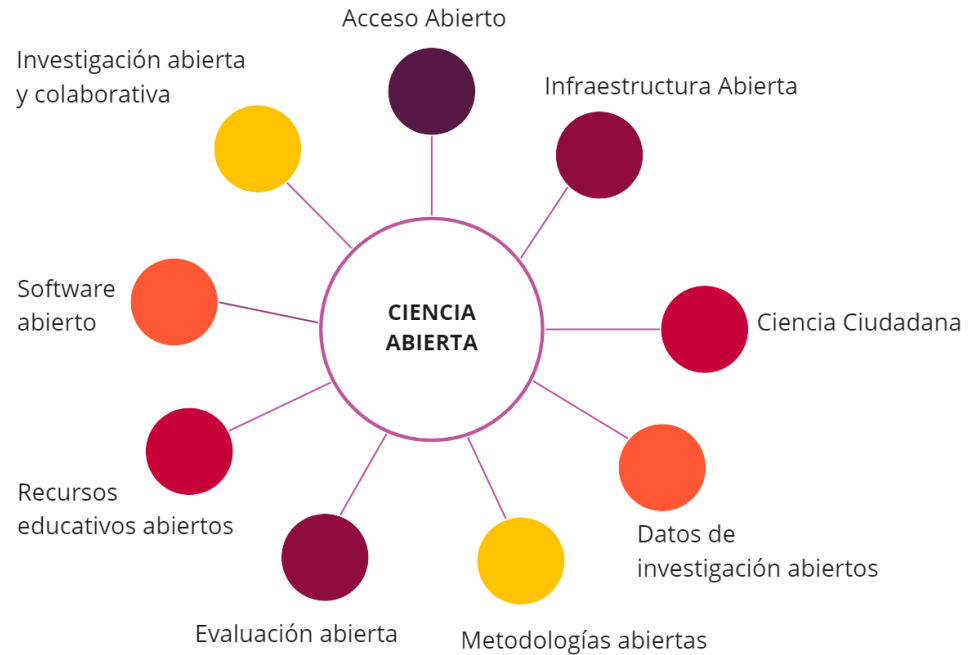 Acceso Abierto
Investigación abierta
y colaborativa
Infraestructura Abierta
Software
abierto
CIENCIA
ABIERTA
Ciencia Ciudadana
Recursos
educativos abiertos
Datos de
investigación abiertos
Evaluación abierta
Metodologías abiertas